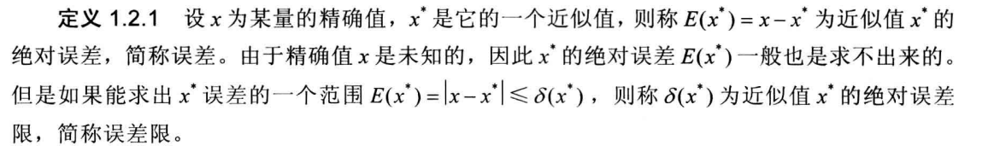 定义 1.2.1 设 x 为某量的精确值，x* 是它的一个近似值，则称 E(x*) = x − x* 为近似值 x* 的
绝对误差，简称误差。由于精确值 x 是未知的，因此 x* 的绝对误差 E(x*) 一般也是求不出来的。
但是如果能求出 x* 误差的一个范围 E(x*) = |x − x*| ≤ δ(x*)，则称 δ(x*) 为近似值 x* 的绝对误差
限，简称误差限。